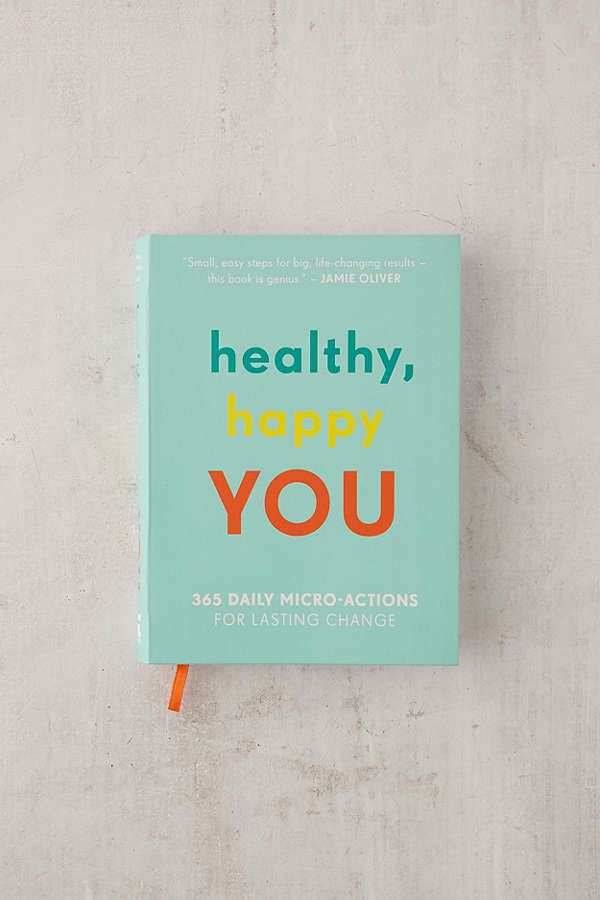 "Small, easy steps for big, life-changing results –
this book is genius." – JAMIE OLIVER
healthy,
happy
YOU
365 DAILY MICRO-ACTIONS
FOR LASTING CHANGE